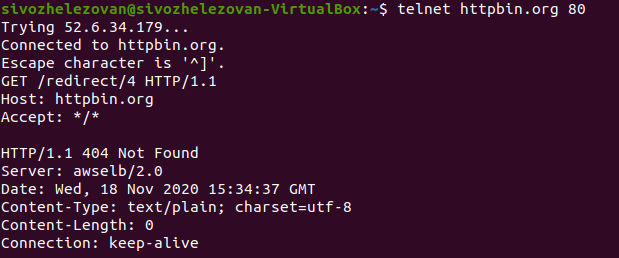 sivozhelezovan@sivozhelezovan-VirtualBox:~$ telnet httpbin.org 80
Trying 52.6.34.179...
Connected to httpbin.org.
Escape character is '^]'.
GET /redirect/4 HTTP/1.1
Host: httpbin.org
Accept: */*

HTTP/1.1 404 Not Found
Server: awselb/2.0
Date: Wed, 18 Nov 2020 15:34:37 GMT
Content-Type: text/plain; charset=utf-8
Content-Length: 0
Connection: keep-alive